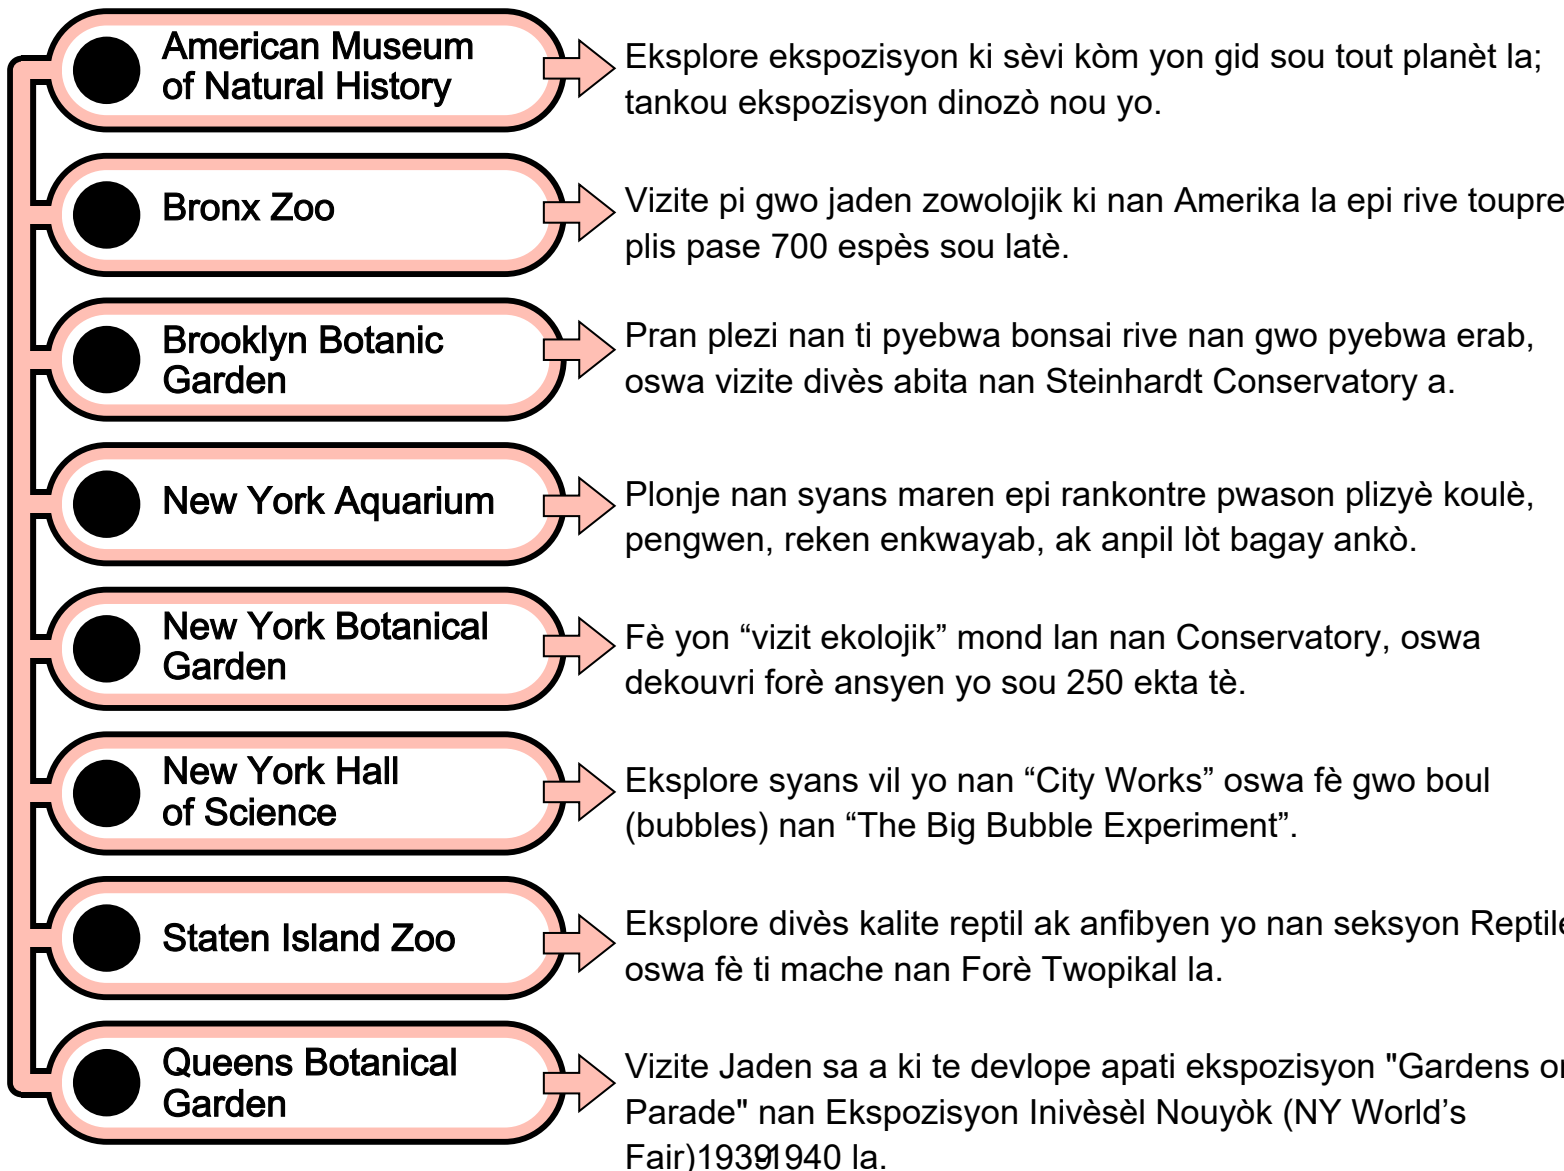 American Museum
of Natural History
Eksplore ekspozisyon ki sèvi kòm yon gid sou tout planèt la;
tankou ekspozisyon dinozò nou yo.
Bronx Zoo
Vizite pi gwo jaden zowolojik ki nan Amerika la epi rive toupre
plis pase 700 espès sou latè.
Brooklyn Botanic
Garden
Pran plezi nan ti pyebwa bonsai rive nan gwo pyebwa erab,
oswa vizite divès abita nan Steinhardt Conservatory a.
New York Aquarium
Plonje nan syans maren epi rankontre pwason plizyè koulè,
pengwen, reken enkwayab, ak anpil lòt bagay ankò.
New York Botanical
Garden
Fè yon “vizit ekolojik” mond lan nan Conservatory, oswa
dekouvri forè ansyen yo sou 250 ekta tè.
New York Hall
of Science
Eksplore syans vil yo nan “City Works” oswa fè gwo boul
(bubbles) nan “The Big Bubble Experiment”.
Staten Island Zoo
Eksplore divès kalite reptil ak anfibyen yo nan seksyon Reptile
oswa fè ti mache nan Forè Twopikal la.
Queens Botanical
Garden
Vizite Jaden sa a ki te devlope apati ekspozisyon "Gardens on
Parade" nan Ekspozisyon Inivèsèl Nouyòk (NY World’s
Fair)1939-1940 la.